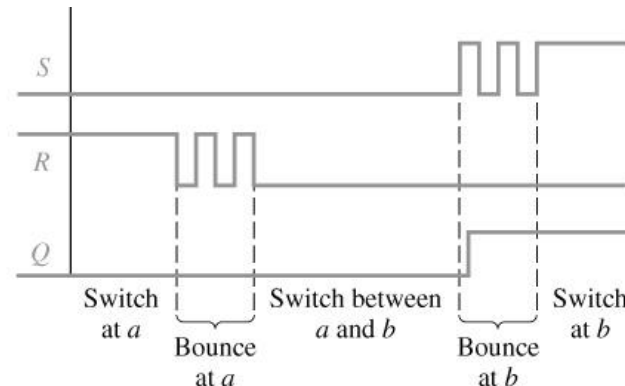 S
R
Q
Switch
at a
Bounce
at a
Switch between
a and b
Bounce
at b
Switch
at b